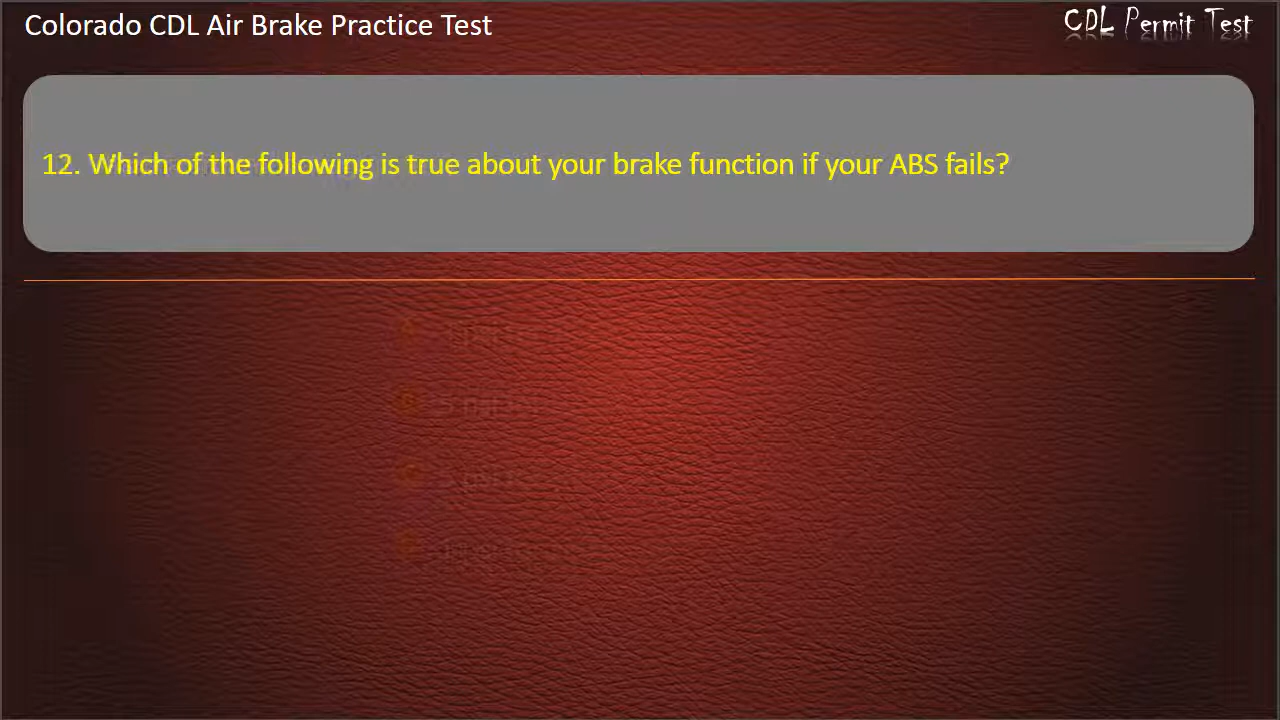 Colorado CDL Air Brake Practice Test
CDL Permit Test
12. Which of the following is true about your brake function if your ABS fails?